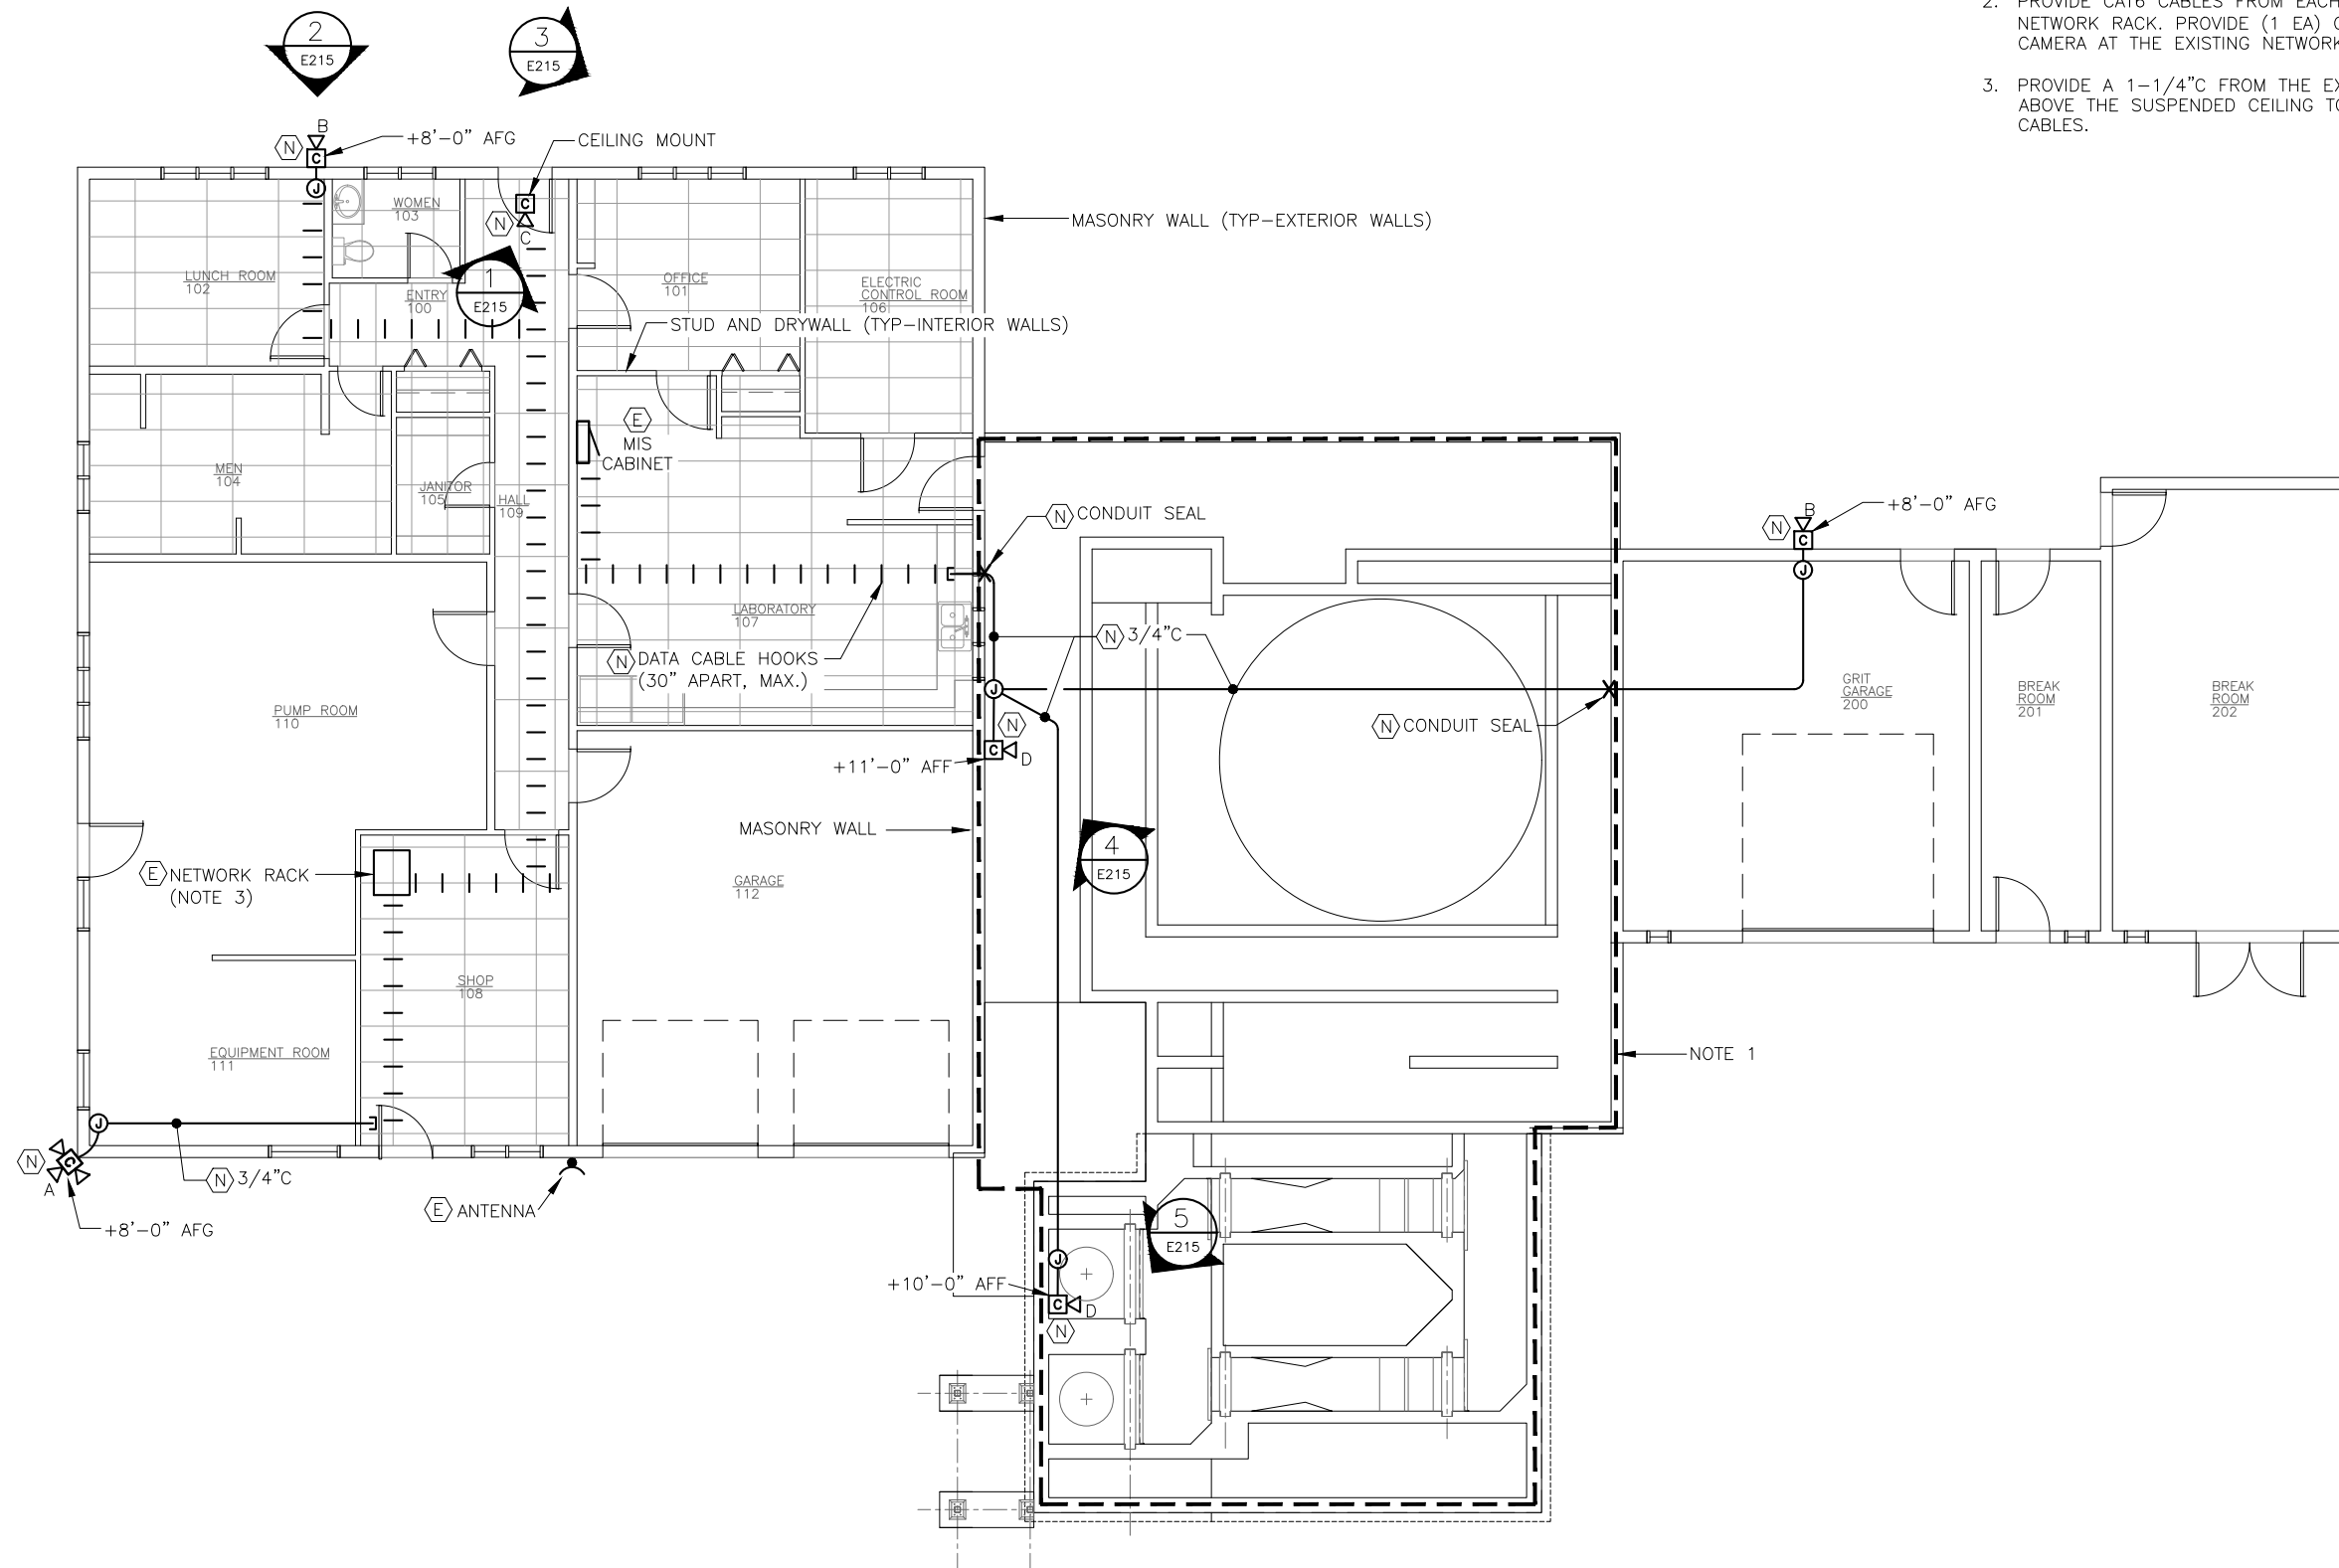 2. PROVIDE CAT6 CABLES FROM EACH
NETWORK RACK. PROVIDE (1 EA)
CAMERA AT THE EXISTING NETWORK
3. PROVIDE A 1-1/4"C FROM THE
ABOVE THE SUSPENDED CEILING
CABLES.
2
E215
3
E215
B
N
C
+8'-0" AFG
J
CEILING MOUNT
C
N
C
WOMEN
103
MASONRY WALL (TYP-EXTERIOR WALLS)
LUNCH ROOM
102
ENTRY
100
1
E215
OFFICE
101
ELECTRIC
CONTROL ROOM
106
STUD AND DRYWALL (TYP-INTERIOR WALLS)
E
MIS
CABINET
MEN
104
JANITOR
105
HALL
109
N CONDUIT SEAL
B
N
C
+8'-0" AFG
J
LABORATORY
107
N DATA CABLE HOOKS
(30" APART, MAX.)
N 3/4"C
J
N
C
D
+11'-0" AFF
N CONDUIT SEAL
GRIT
GARAGE
200
BREAK
ROOM
201
BREAK
ROOM
202
PUMP ROOM
110
MASONRY WALL
4
E215
E NETWORK RACK
(NOTE 3)
GARAGE
112
SHOP
108
EQUIPMENT ROOM
111
NOTE 1
J
N
C
A
N 3/4"C
+8'-0" AFG
E ANTENNA
5
E215
J
+10'-0" AFF
C
D
N